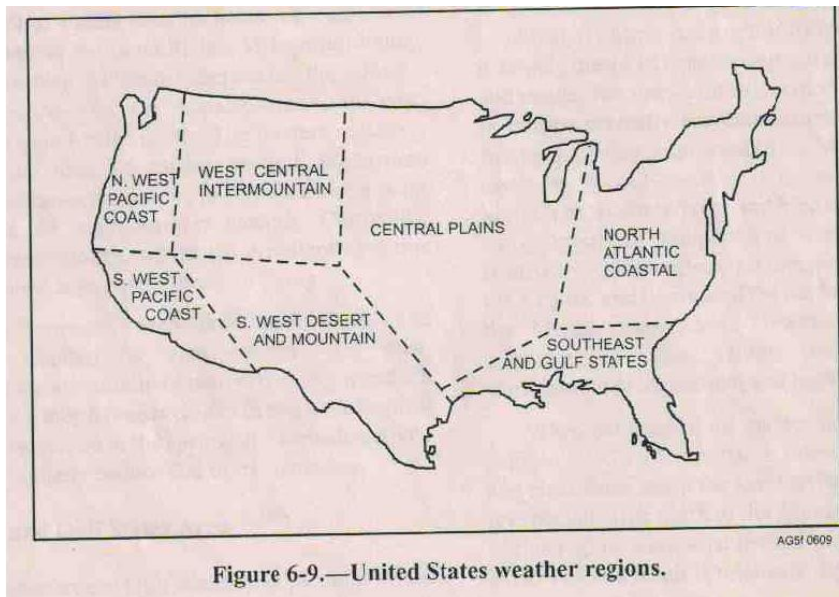 N. WEST
PACIFIC
COAST
WEST CENTRAL
INTERMOUNTAIN
CENTRAL PLAINS
NORTH
ATLANTIC
COASTAL
S. WEST
PACIFIC
COAST
S. WEST DESERT
AND MOUNTAIN
SOUTHEAST
AND GULF STATES
AG5f 0609
Figure 6-9.—United States weather regions.